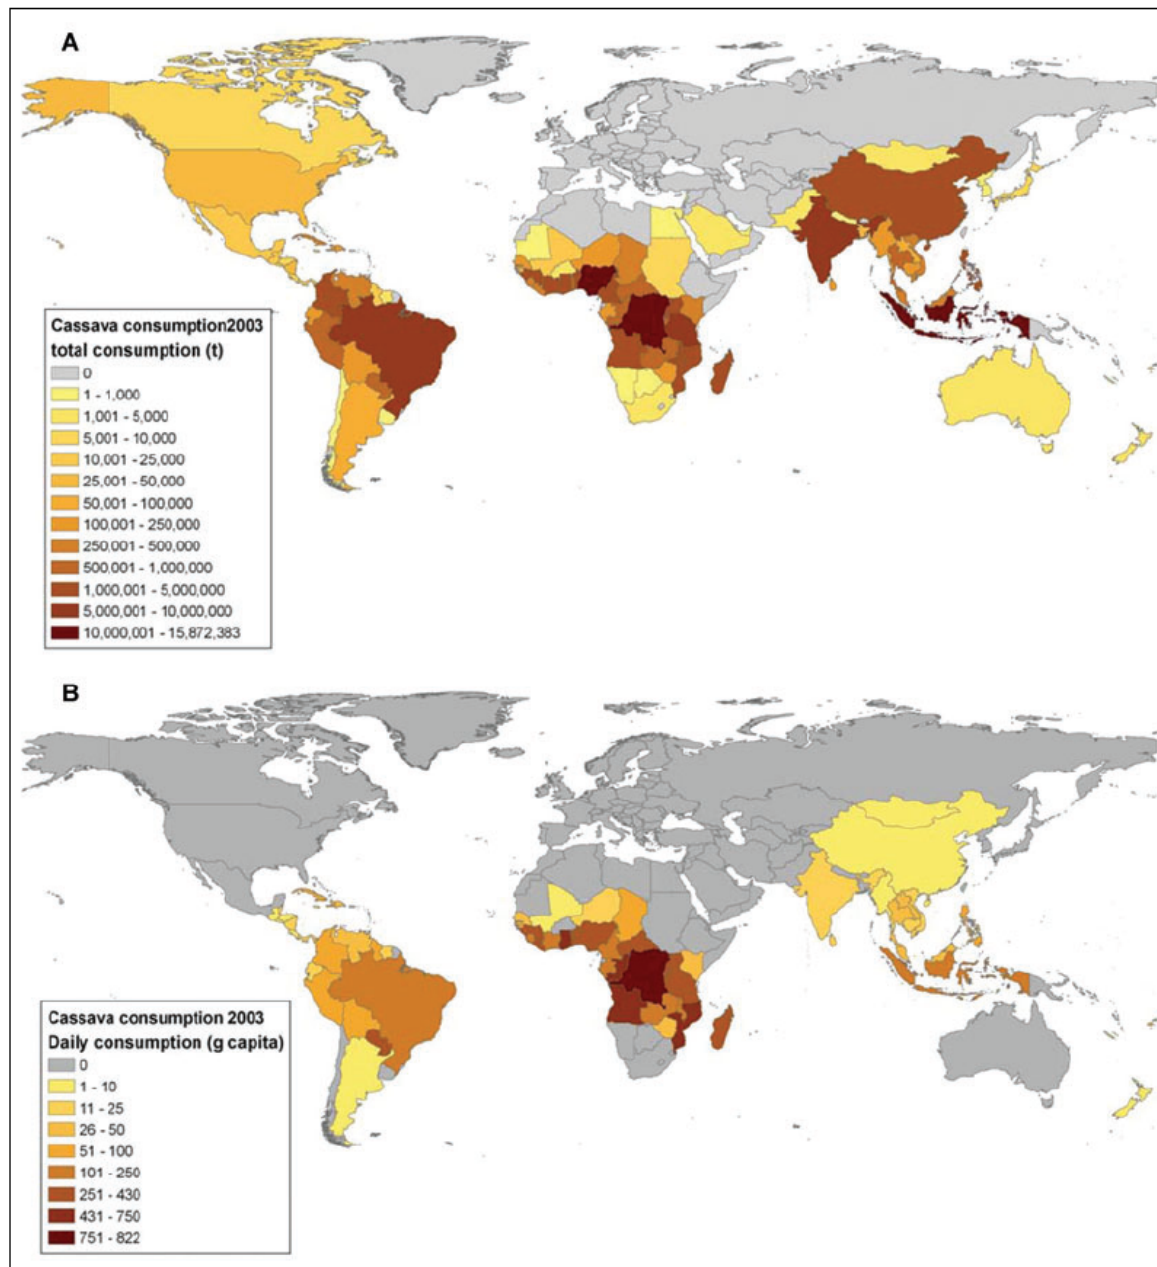 A
Cassava consumption2003
total consumption (t)
0
1 - 1,000
1,001 - 5,000
5,001 - 10,000
10,001 - 25,000
25,001 - 50,000
50,001 - 100,000
100,001 - 250,000
250,001 - 500,000
500,001 - 1,000,000
1,000,001 - 5,000,000
5,000,001 - 10,000,000
10,000,001 - 15,872,383
B
Cassava consumption 2003
Daily consumption (g capita)
0
1 - 10
11 - 25
26 - 50
51 - 100
101 - 250
251 - 430
431 - 750
751 - 822